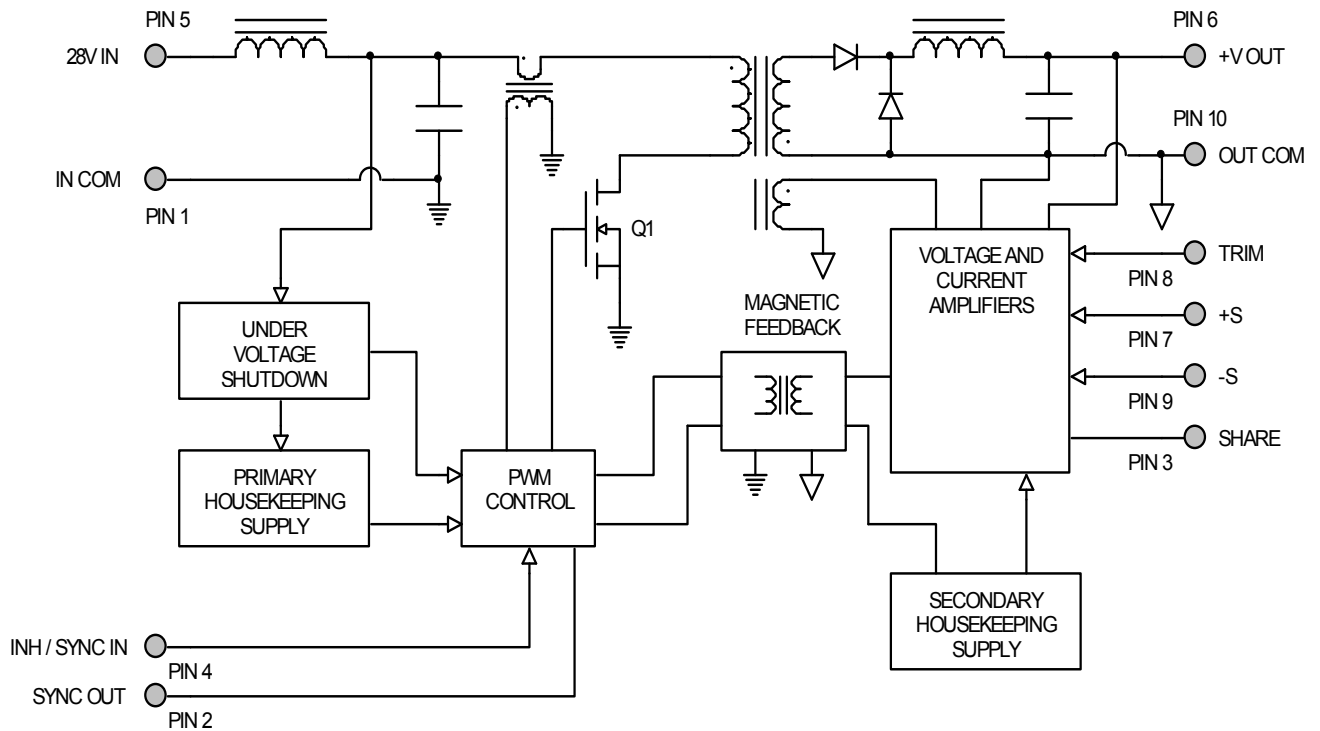 PIN 5
28V IN
IN COM
PIN 1
PIN 6
+V OUT
PIN 10
OUT COM
Q1
VOLTAGE AND
CURRENT
AMPLIFIERS
TRIM
PIN 8
+S
PIN 7
-S
PIN 9
SHARE
PIN 3
MAGNETIC
FEEDBACK
UNDER
VOLTAGE
SHUTDOWN
PRIMARY
HOUSEKEEPING
SUPPLY
PWM
CONTROL
SECONDARY
HOUSEKEEPING
SUPPLY
INH / SYNC IN
PIN 4
SYNC OUT
PIN 2